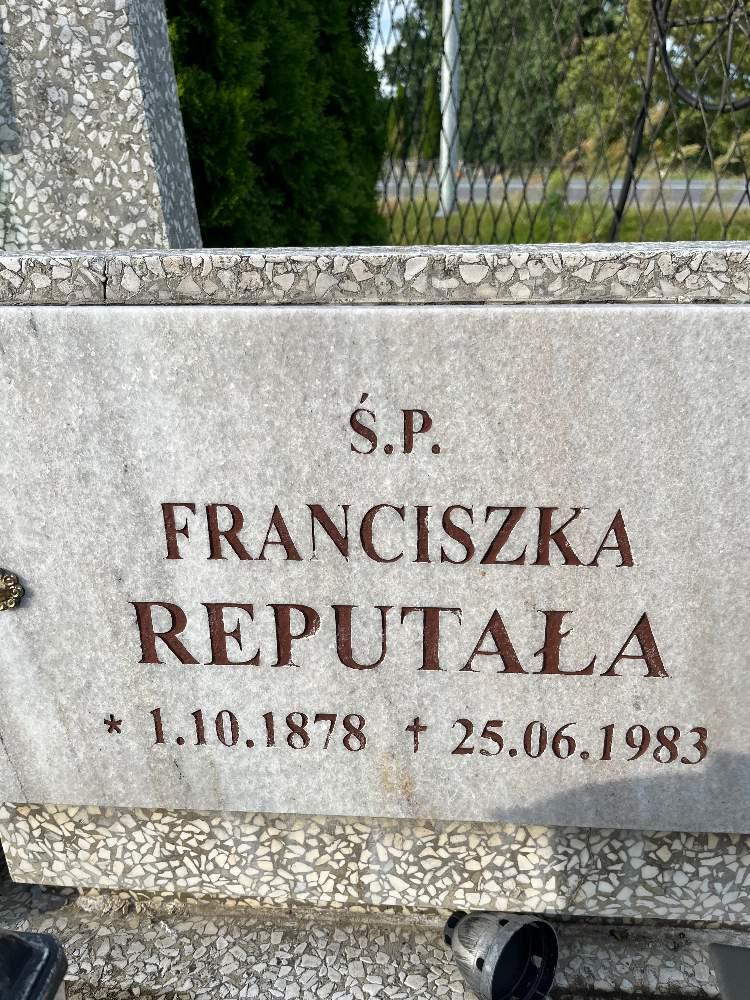 Ś.P.
FRANCISZKA
REPUTAŁA
* 1.10.1878 † 25.06.1983